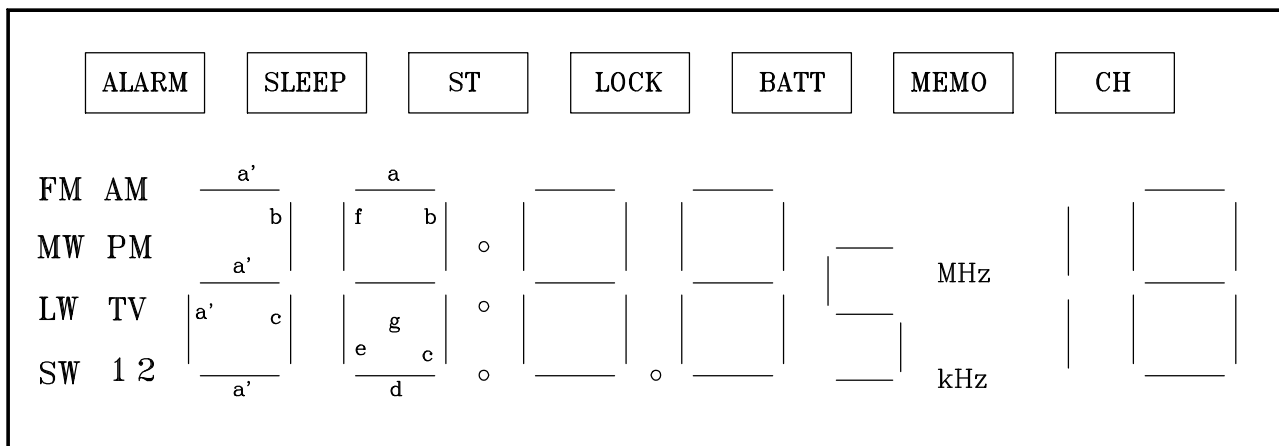 ALARM SLEEP ST LOCK BATT MEMO CH
a' a
FM AM
b f b
MW PM
a' MHz
LW TV a' c g
e c
SW 1 2 kHz
a' d